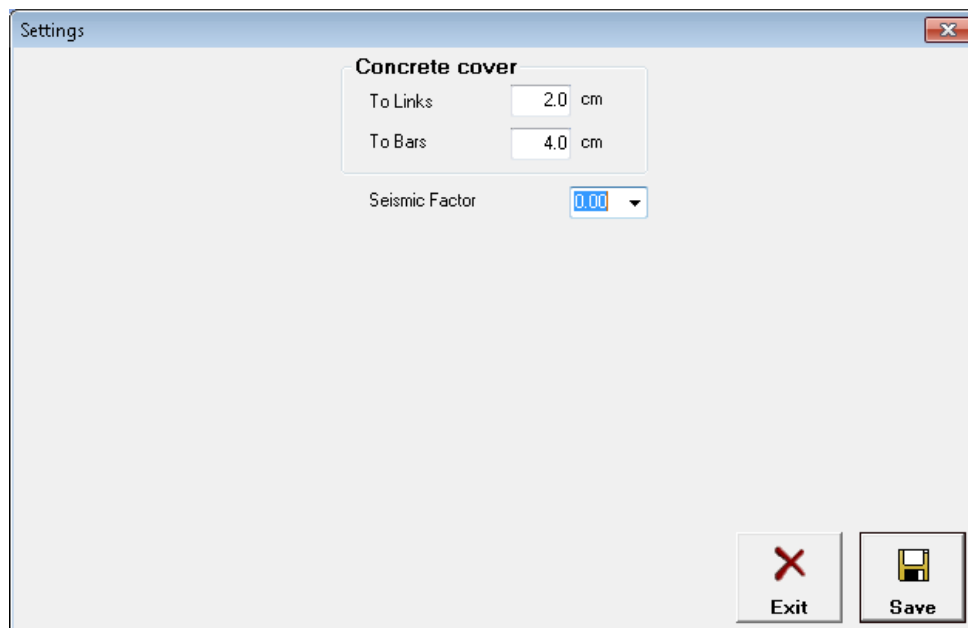 Settings
Concrete cover
To Links 2.0 cm
To Bars 4.0 cm
Seismic Factor 0.00
Exit Save